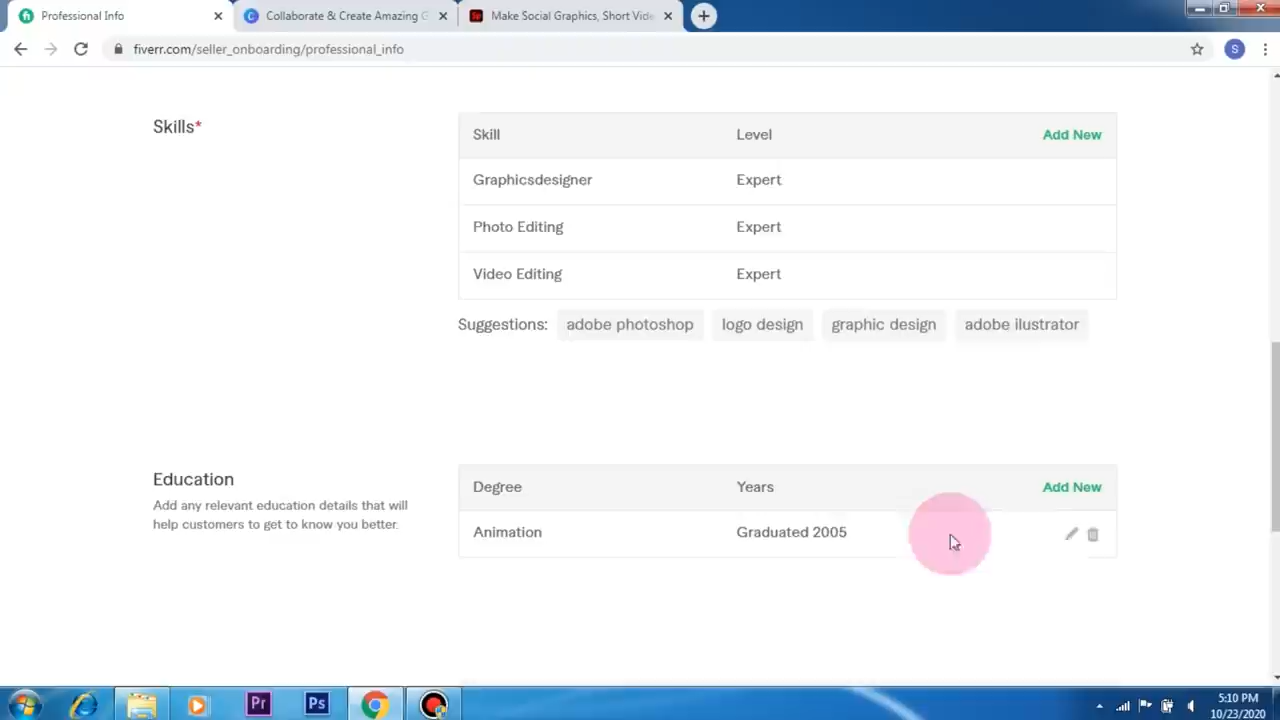 Professional Info
Collaborate & Create Amazing G
Make Social Graphics, Short Vide
fiverr.com/seller_onboarding/professional_info
S
Skills*
Skill Level Add New
Graphicsdesigner Expert
Photo Editing Expert
Video Editing Expert
Suggestions: adobe photoshop logo design graphic design adobe ilustrator
Education
Add any relevant education details that will
help customers to get to know you better.
Degree Years Add New
Animation Graduated 2005
Pr
Ps
5:10 PM
10/23/2020